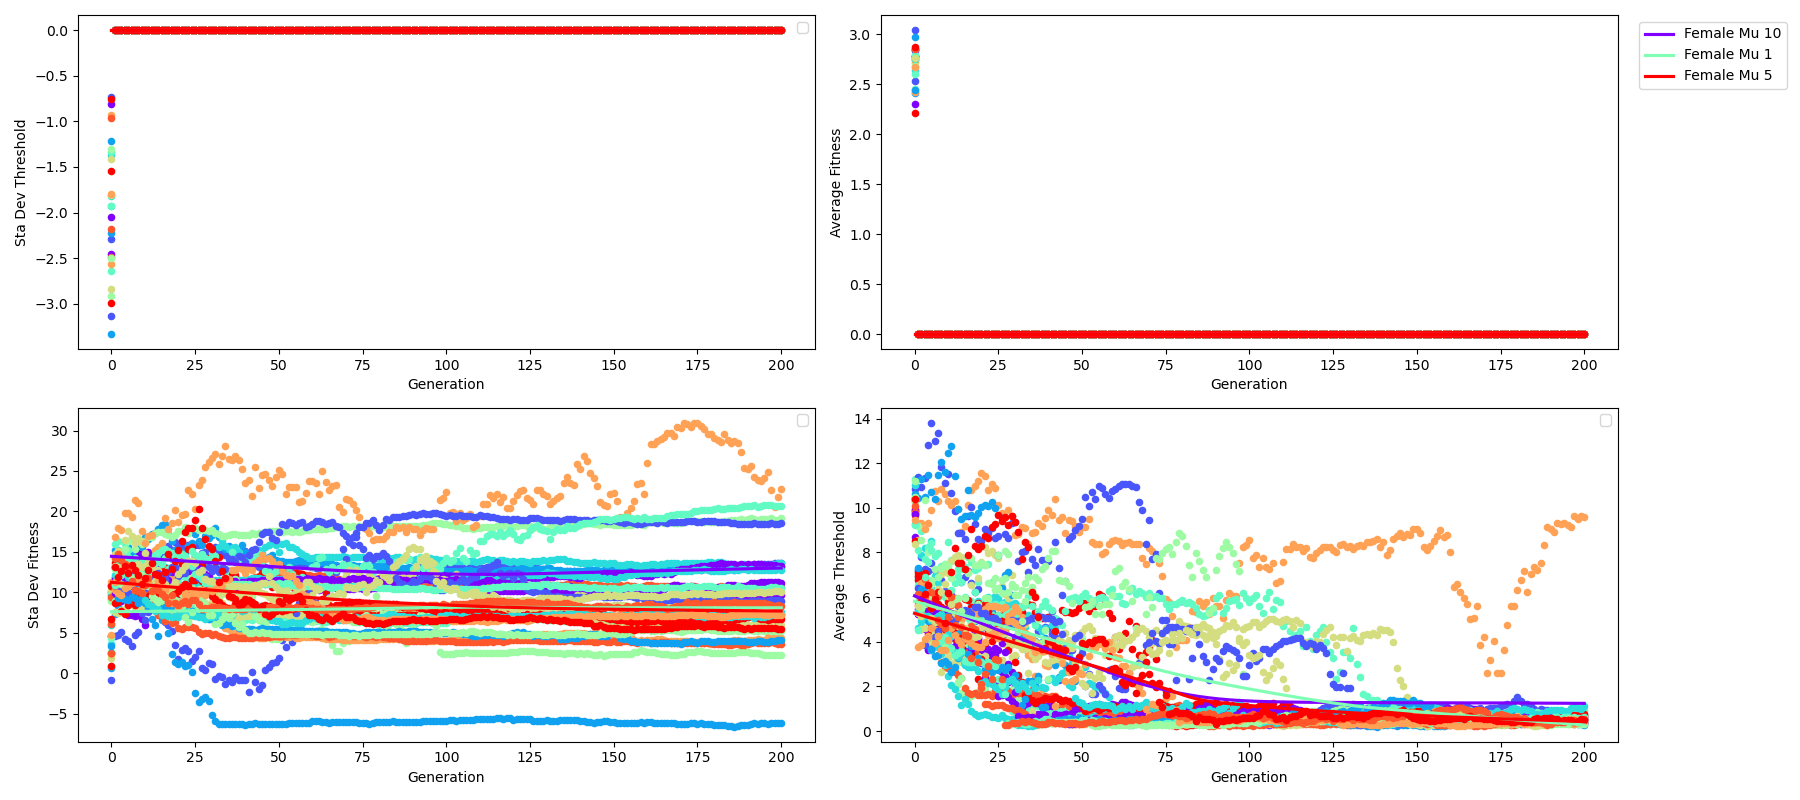 0.0
−0.5
−1.0
−1.5
−2.0
−2.5
−3.0
Sta Dev Threshold
0 25 50 75 100 125 150 175 200
Generation
3.0
2.5
2.0
1.5
1.0
0.5
0.0
Average Fitness
0 25 50 75 100 125 150 175 200
Generation
Female Mu 10
Female Mu 1
Female Mu 5
30
25
20
15
10
5
0
−5
Sta Dev Fitness
0 25 50 75 100 125 150 175 200
Generation
14
12
10
8
6
4
2
0
Average Threshold
0 25 50 75 100 125 150 175 200
Generation